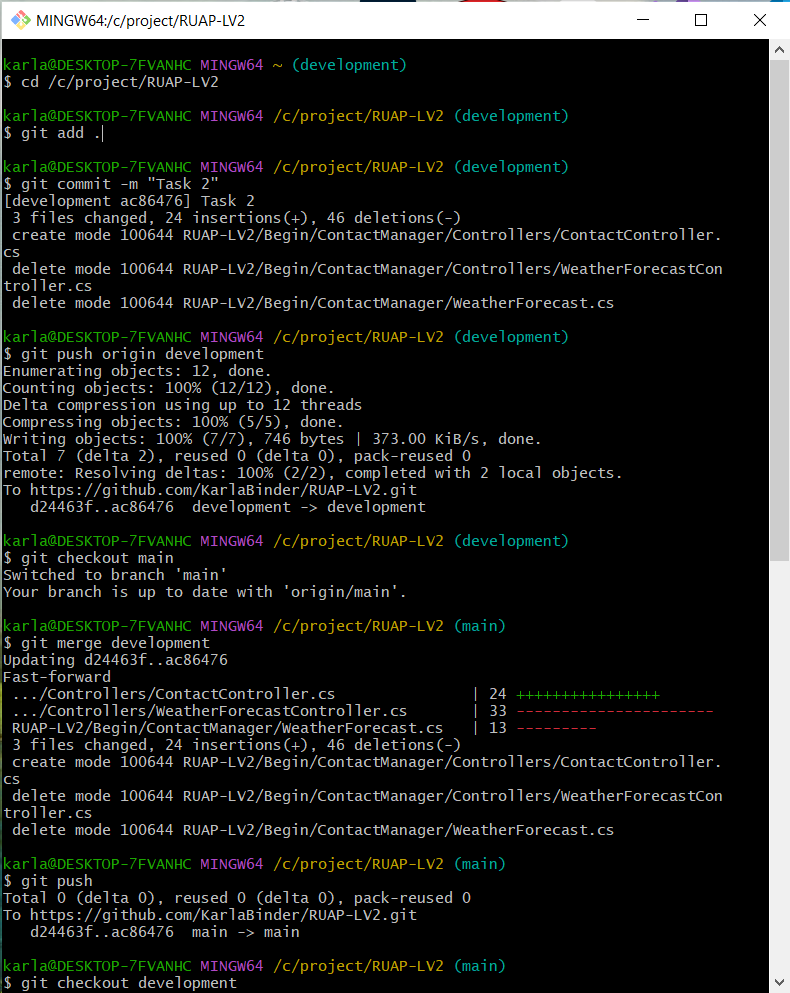 MINGW64:/c/project/RUAP-LV2
karla@DESKTOP-7FVANHC MINGW64 ~ (development)
$ cd /c/project/RUAP-LV2
karla@DESKTOP-7FVANHC MINGW64 /c/project/RUAP-LV2 (development)
$ git add .
karla@DESKTOP-7FVANHC MINGW64 /c/project/RUAP-LV2 (development)
$ git commit -m "Task 2"
[development ac86476] Task 2
 3 files changed, 24 insertions(+), 46 deletions(-)
 create mode 100644 RUAP-LV2/Begin/ContactManager/Controllers/ContactController.
cs
 delete mode 100644 RUAP-LV2/Begin/ContactManager/Controllers/WeatherForecastCon
troller.cs
 delete mode 100644 RUAP-LV2/Begin/ContactManager/WeatherForecast.cs
karla@DESKTOP-7FVANHC MINGW64 /c/project/RUAP-LV2 (development)
$ git push origin development
Enumerating objects: 12, done.
Counting objects: 100% (12/12), done.
Delta compression using up to 12 threads
Compressing objects: 100% (5/5), done.
Writing objects: 100% (7/7), 746 bytes | 373.00 KiB/s, done.
Total 7 (delta 2), reused 0 (delta 0), pack-reused 0
remote: Resolving deltas: 100% (2/2), completed with 2 local objects.
To https://github.com/KarlaBinder/RUAP-LV2.git
   d24463f..ac86476  development -> development
karla@DESKTOP-7FVANHC MINGW64 /c/project/RUAP-LV2 (development)
$ git checkout main
Switched to branch 'main'
Your branch is up to date with 'origin/main'.
karla@DESKTOP-7FVANHC MINGW64 /c/project/RUAP-LV2 (main)
$ git merge development
Updating d24463f..ac86476
Fast-forward
 .../Controllers/ContactController.cs               | 24 ++++++++++++++++
 .../Controllers/WeatherForecastController.cs       | 33 ----------------------
 RUAP-LV2/Begin/ContactManager/WeatherForecast.cs   | 13 ---------
 3 files changed, 24 insertions(+), 46 deletions(-)
 create mode 100644 RUAP-LV2/Begin/ContactManager/Controllers/ContactController.
cs
 delete mode 100644 RUAP-LV2/Begin/ContactManager/Controllers/WeatherForecastCon
troller.cs
 delete mode 100644 RUAP-LV2/Begin/ContactManager/WeatherForecast.cs
karla@DESKTOP-7FVANHC MINGW64 /c/project/RUAP-LV2 (main)
$ git push
Total 0 (delta 0), reused 0 (delta 0), pack-reused 0
To https://github.com/KarlaBinder/RUAP-LV2.git
   d24463f..ac86476  main -> main
karla@DESKTOP-7FVANHC MINGW64 /c/project/RUAP-LV2 (main)
$ git checkout development